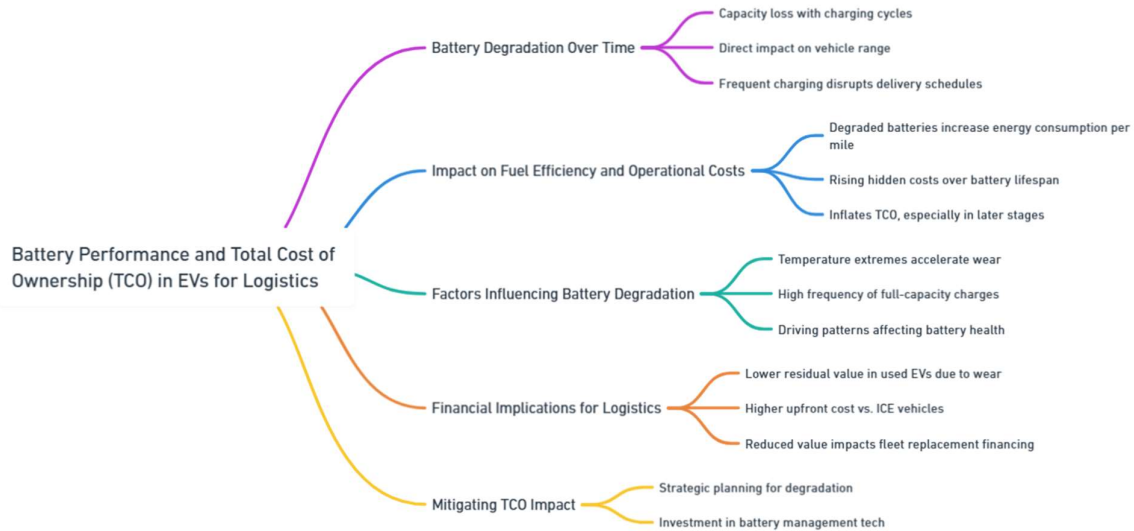 Battery Performance and Total Cost of
Ownership (TCO) in EVs for Logistics
Battery Degradation Over Time
Capacity loss with charging cycles
Direct impact on vehicle range
Frequent charging disrupts delivery schedules
Impact on Fuel Efficiency and Operational Costs
Degraded batteries increase energy consumption per
mile
Rising hidden costs over battery lifespan
Inflates TCO, especially in later stages
Factors Influencing Battery Degradation
Temperature extremes accelerate wear
High frequency of full-capacity charges
Driving patterns affecting battery health
Financial Implications for Logistics
Lower residual value in used EVs due to wear
Higher upfront cost vs. ICE vehicles
Reduced value impacts fleet replacement financing
Mitigating TCO Impact
Strategic planning for degradation
Investment in battery management tech